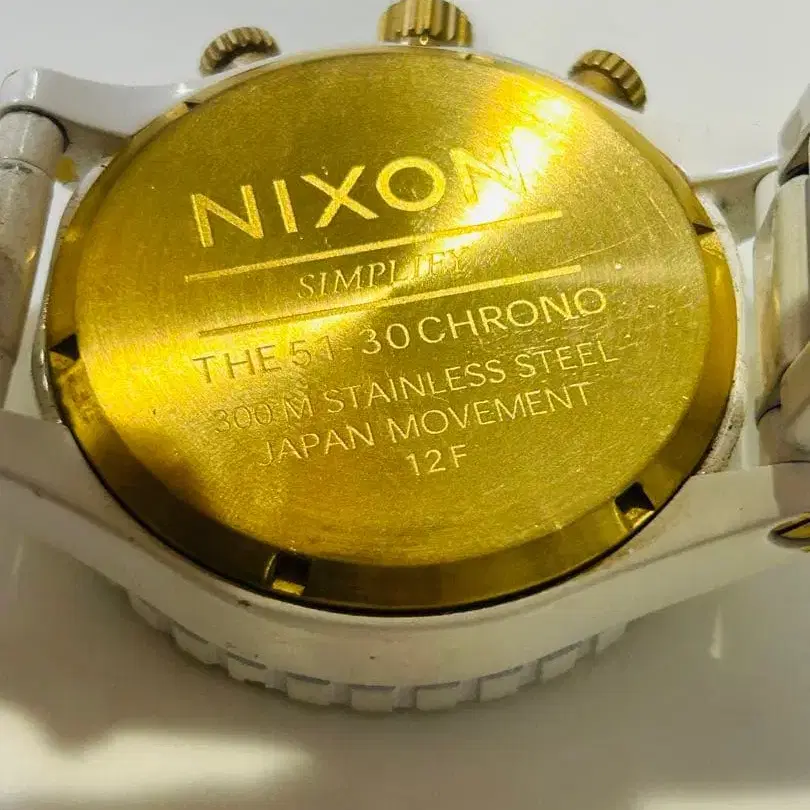 NIXON
SIMPLIFY
THE 51-30 CHRONO
300 M STAINLESS STEEL
JAPAN MOVEMENT
12F